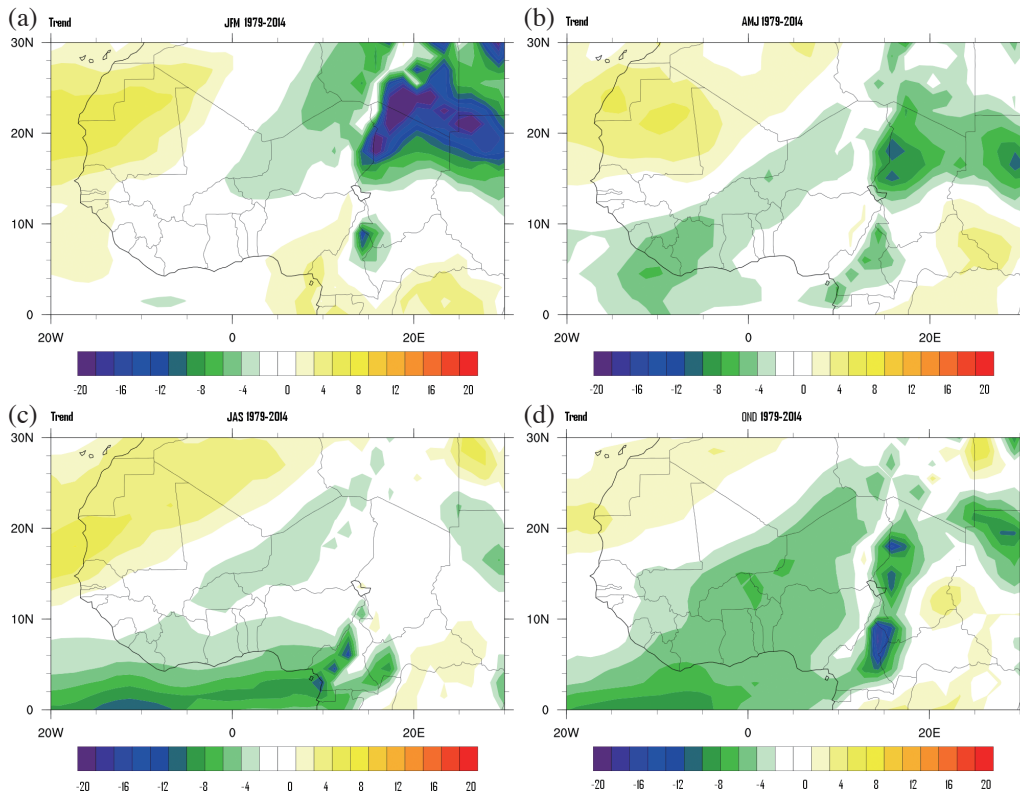 (a) Trend JFM 1979-2014
30N
20N
10N
0
20W 0 20E
-20 -16 -12 -8 -4 0 4 8 12 16 20
(b) Trend AMJ 1979-2014
30N
20N
10N
0
20W 0 20E
-20 -16 -12 -8 -4 0 4 8 12 16 20
(c) Trend JAS 1979-2014
30N
20N
10N
0
20W 0 20E
-20 -16 -12 -8 -4 0 4 8 12 16 20
(d) Trend OND 1979-2014
30N
20N
10N
0
20W 0 20E
-20 -16 -12 -8 -4 0 4 8 12 16 20